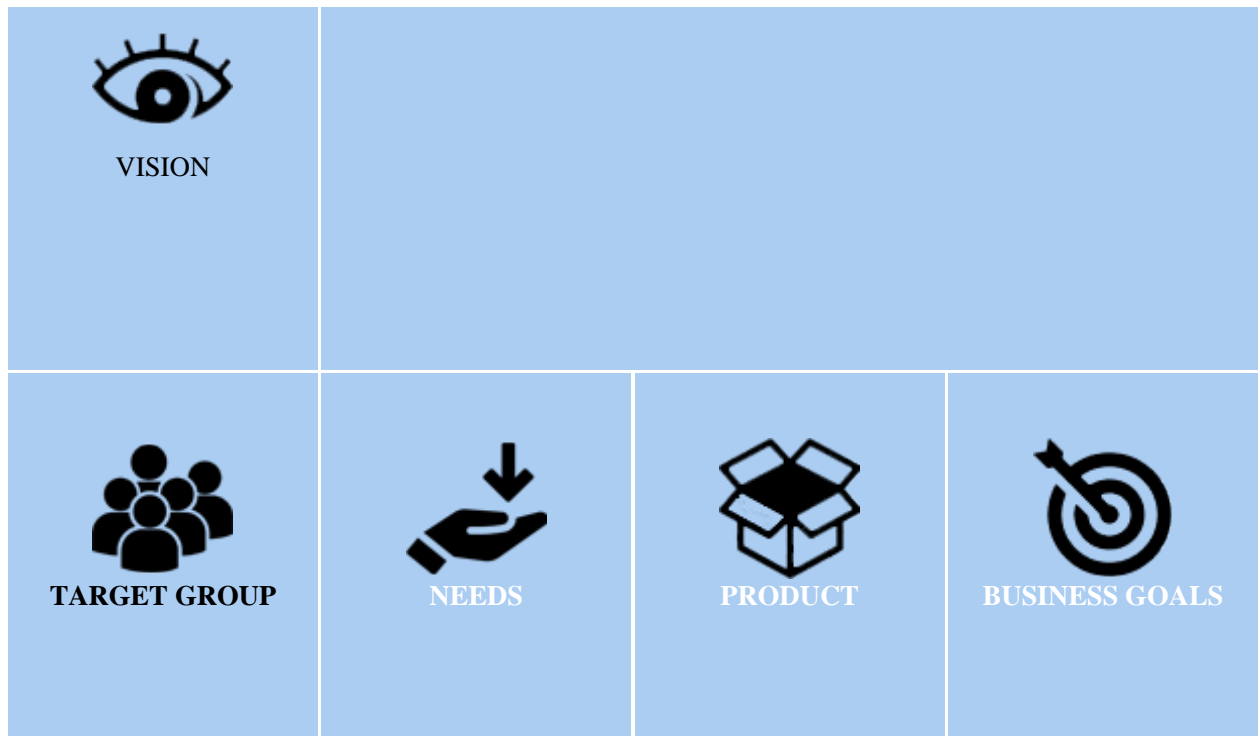 VISION
TARGET GROUP
NEEDS
PRODUCT
BUSINESS GOALS